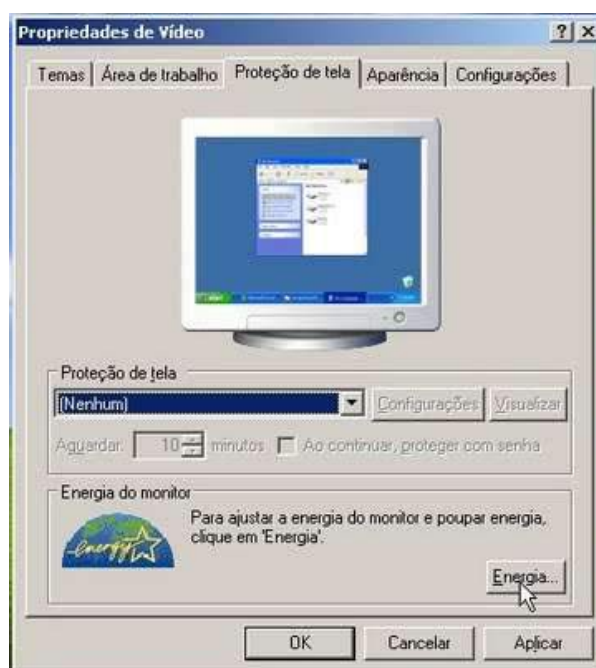 Propriedades de Vídeo
Temas Área de trabalho Proteção de tela Aparência Configurações
Proteção de tela
(Nenhum) Configurações Visualizar
Aguardar: 10 minutos Ao continuar, proteger com senha
Energia do monitor
Para ajustar a energia do monitor e poupar energia,
clique em 'Energia'.
energy
Energia...
OK Cancelar Aplicar